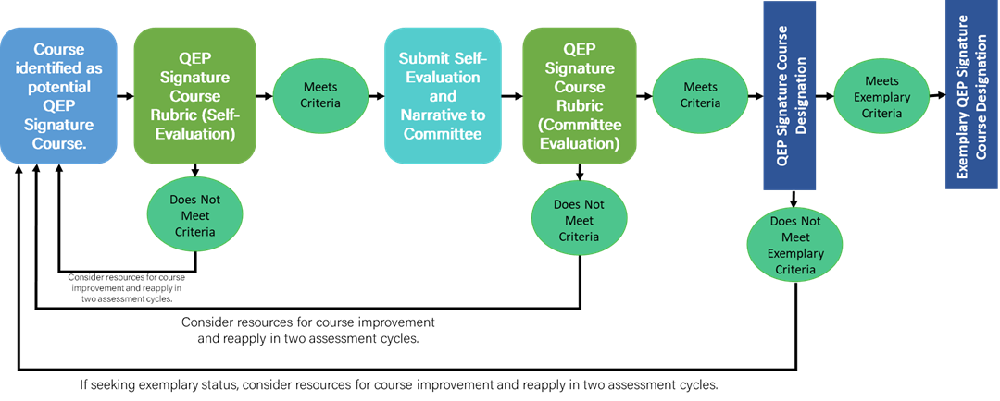 Course
identified as
potential
QEP
Signature
Course.
QEP
Signature
Course
Rubric (Self-
Evaluation)
Meets
Criteria
Submit Self-
Evaluation
and
Narrative to
Committee
QEP
Signature
Course
Rubric
(Committee
Evaluation)
Meets
Criteria
QEP Signature Course
Designation
Meets
Exemplary
Criteria
Exemplary QEP Signature
Course Designation
Does Not
Meet
Criteria
Does Not
Meet
Criteria
Does Not
Meet
Exemplary
Criteria
Consider resources for course
improvement and reapply in
two assessment cycles.
Consider resources for course improvement
and reapply in two assessment cycles.
If seeking exemplary status, consider resources for course improvement and reapply in two assessment cycles.